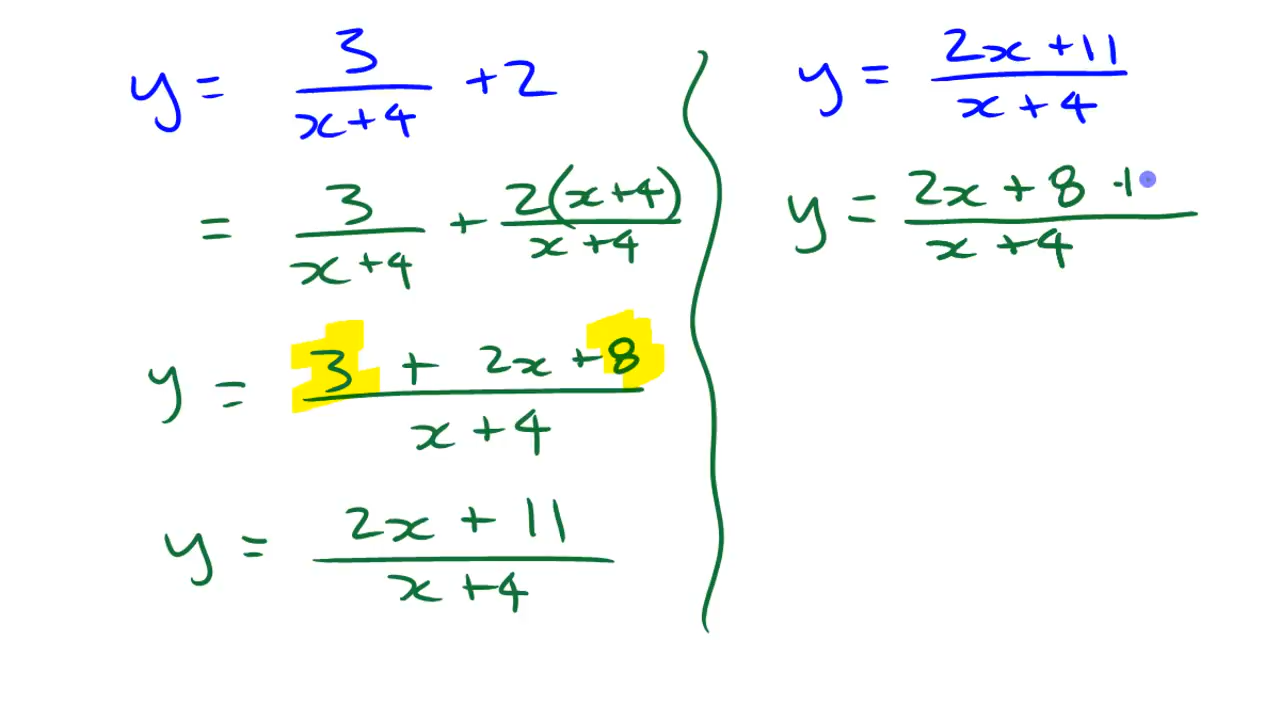 y = 3/(x+4) + 2
= 3/(x+4) + 2(x+4)/(x+4)
y = (3 + 2x + 8)/(x+4)
y = (2x + 11)/(x+4)
y = (2x + 11)/(x+4)
y = (2x + 8 +)/(x+4)